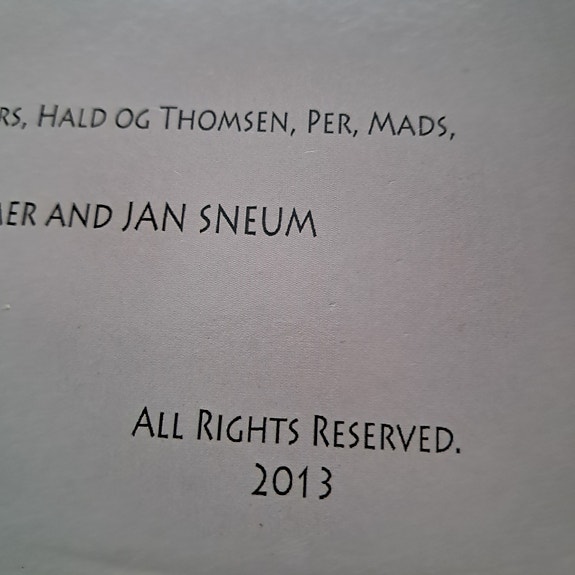 HALD OG THOMSEN, PER, MADS,
AND JAN SNEUM
ALL RIGHTS RESERVED.
2013